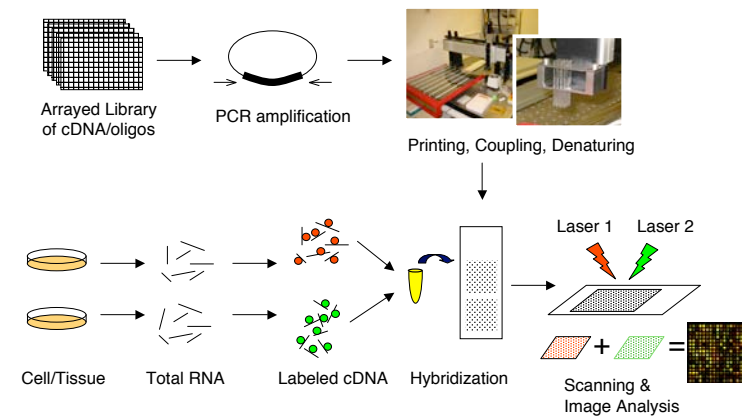 Arrayed Library
of cDNA/oligos
PCR amplification
Printing, Coupling, Denaturing
Laser 1
Laser 2
+
=
Cell/Tissue
Total RNA
Labeled cDNA
Hybridization
Scanning &
Image Analysis